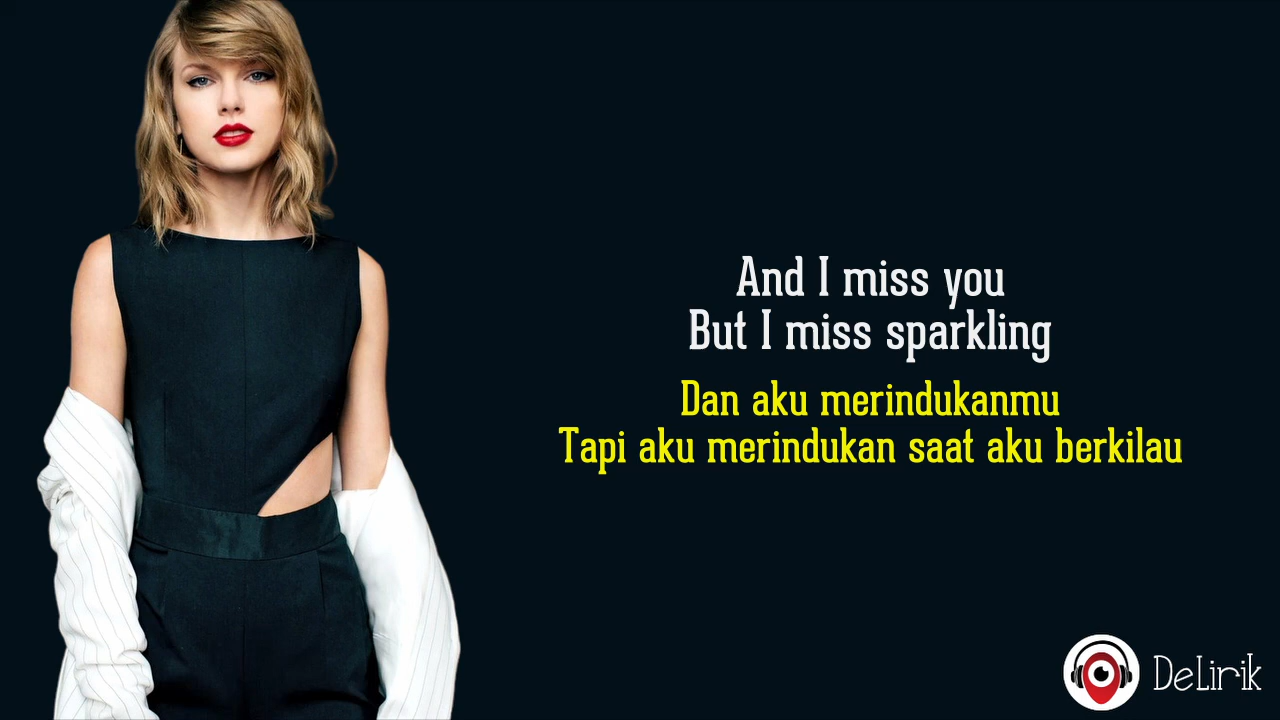 And I miss you
But I miss sparkling
Dan aku merindukanmu
Tapi aku merindukan saat aku berkilau
DeLirik